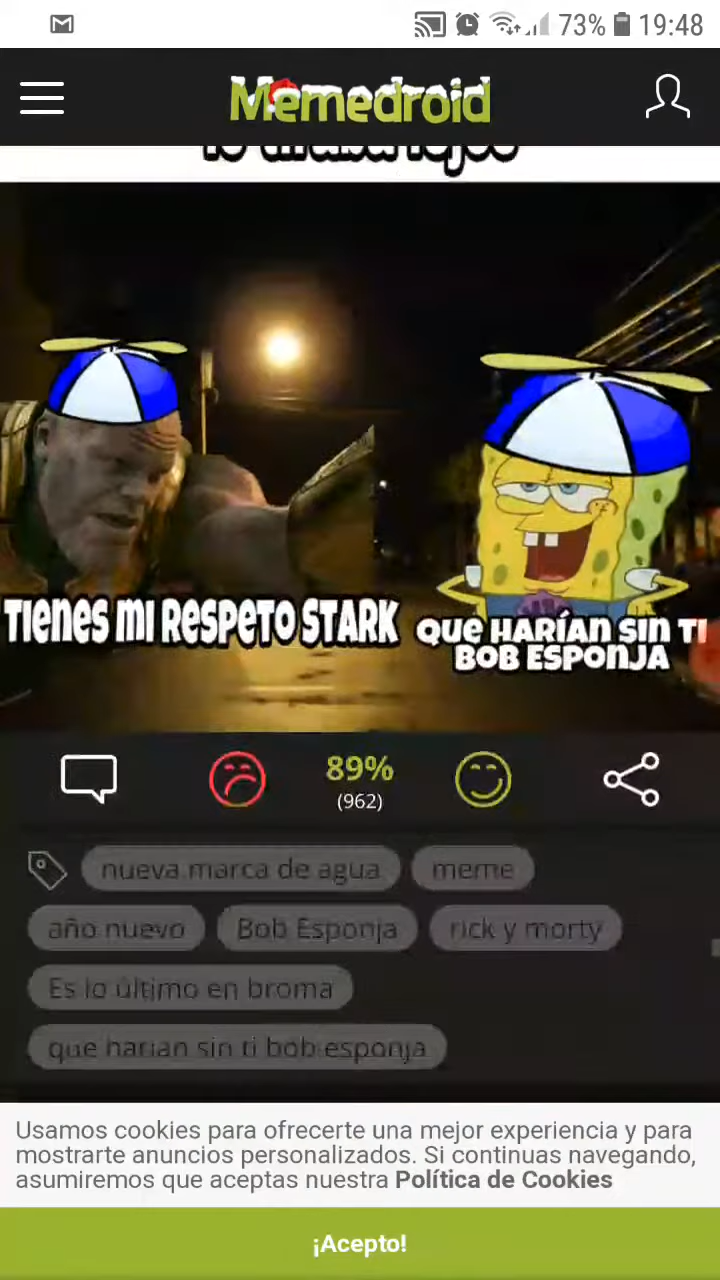 73% 19:48
Memedroid
TIENES MI RESPETO STARK
QUE HARÍAN SIN TI
BOB ESPONJA
89%
(962)
nueva marca de agua meme
año nuevo Bob Esponja rick y morty
Es lo último en broma
que harian sin ti bob esponja
Usamos cookies para ofrecerte una mejor experiencia y para
mostrarte anuncios personalizados. Si continuas navegando,
asumiremos que aceptas nuestra Política de Cookies
¡Acepto!